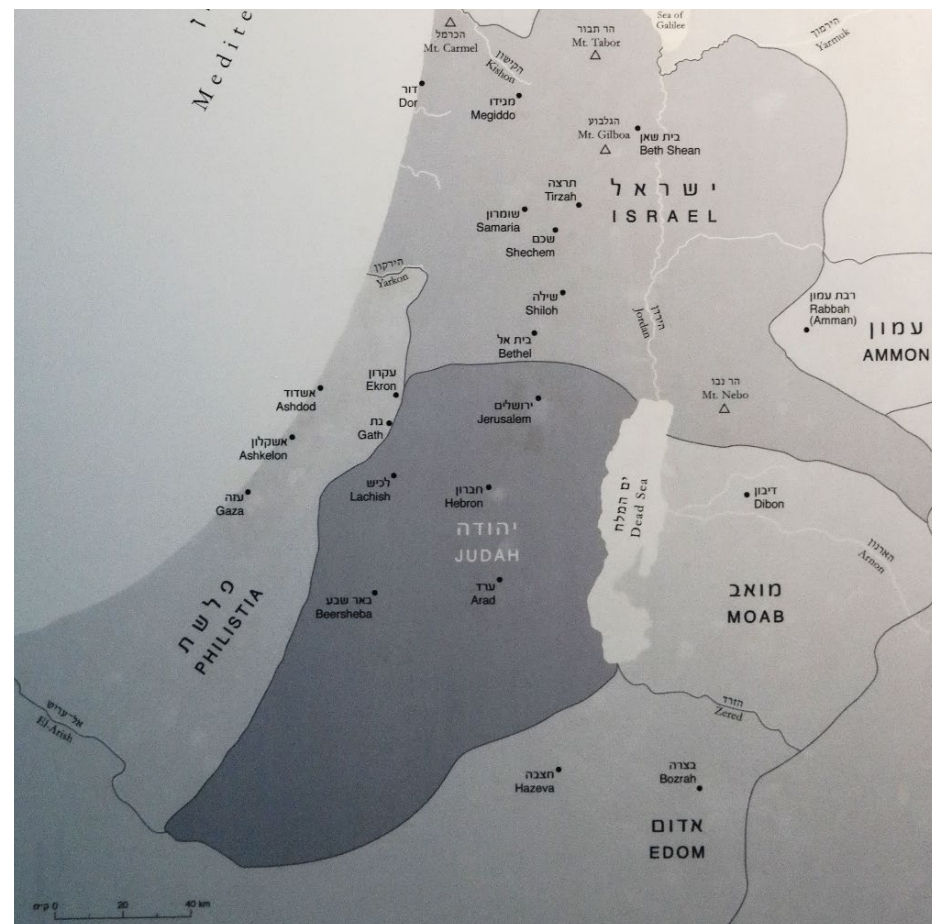 Sea of
Galilee
הירמוך
Yarmuk
הכרמל
Mt. Carmel
הר תבור
Mt. Tabor
הקישון
Kishon
Medite
דור
Dor
מגידו
Megiddo
הגלבוע
Mt. Gilboa
בית שאן
Beth Shean
תרצה
Tirzah
ישראל
ISRAEL
שומרון
Samaria
שכם
Shechem
הירקון
Yarkon
שילה
Shiloh
הירדן
Jordan
רבת עמון
Rabbah
(Amman)
עמון
AMMON
בית אל
Bethel
עקרון
Ekron
אשדוד
Ashdod
הר נבו
Mt. Nebo
ירושלים
Jerusalem
גת
Gath
אשקלון
Ashkelon
לכיש
Lachish
חברון
Hebron
עזה
Gaza
ים המלח
Dead Sea
דיבון
Dibon
יהודה
JUDAH
הארנון
Arnon
ערד
Arad
באר שבע
Beersheba
מואב
MOAB
פלשת
PHILISTIA
הזרד
Zered
אל-עריש
El-Arish
חצבה
Hazeva
בצרה
Bozrah
אדום
EDOM
ק"מ 0 20 40 km